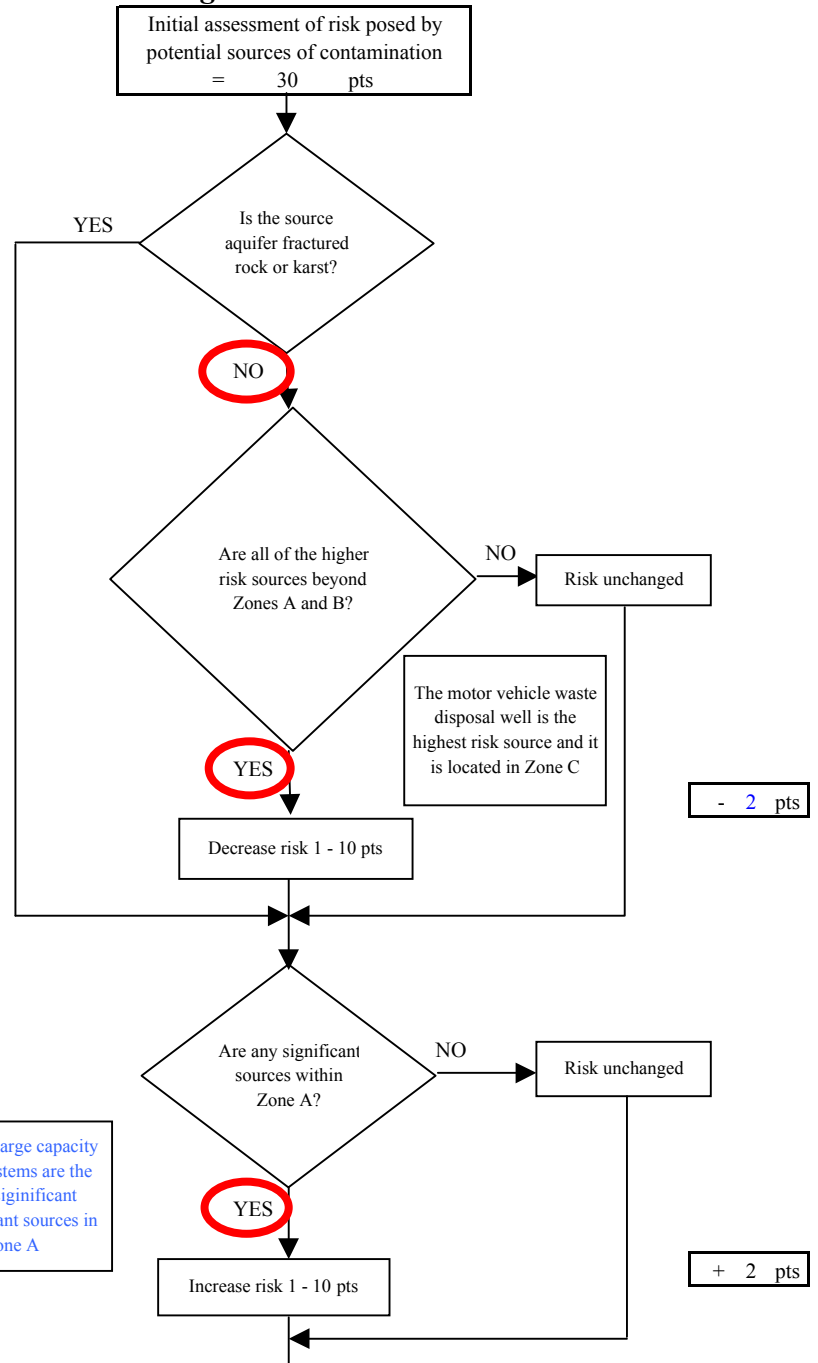 Initial assessment of risk posed by
potential sources of contamination
= 30 pts
YES
Is the source
aquifer fractured
rock or karst?
NO
Are all of the higher
risk sources beyond
Zones A and B?
NO
Risk unchanged
The motor vehicle waste
disposal well is the
highest risk source and it
is located in Zone C
YES
- 2 pts
Decrease risk 1 - 10 pts
Are any significant
sources within
Zone A?
NO
Risk unchanged
arge capacity
stems are the
iginificant
ant sources in
one A
YES
Increase risk 1 - 10 pts
+ 2 pts